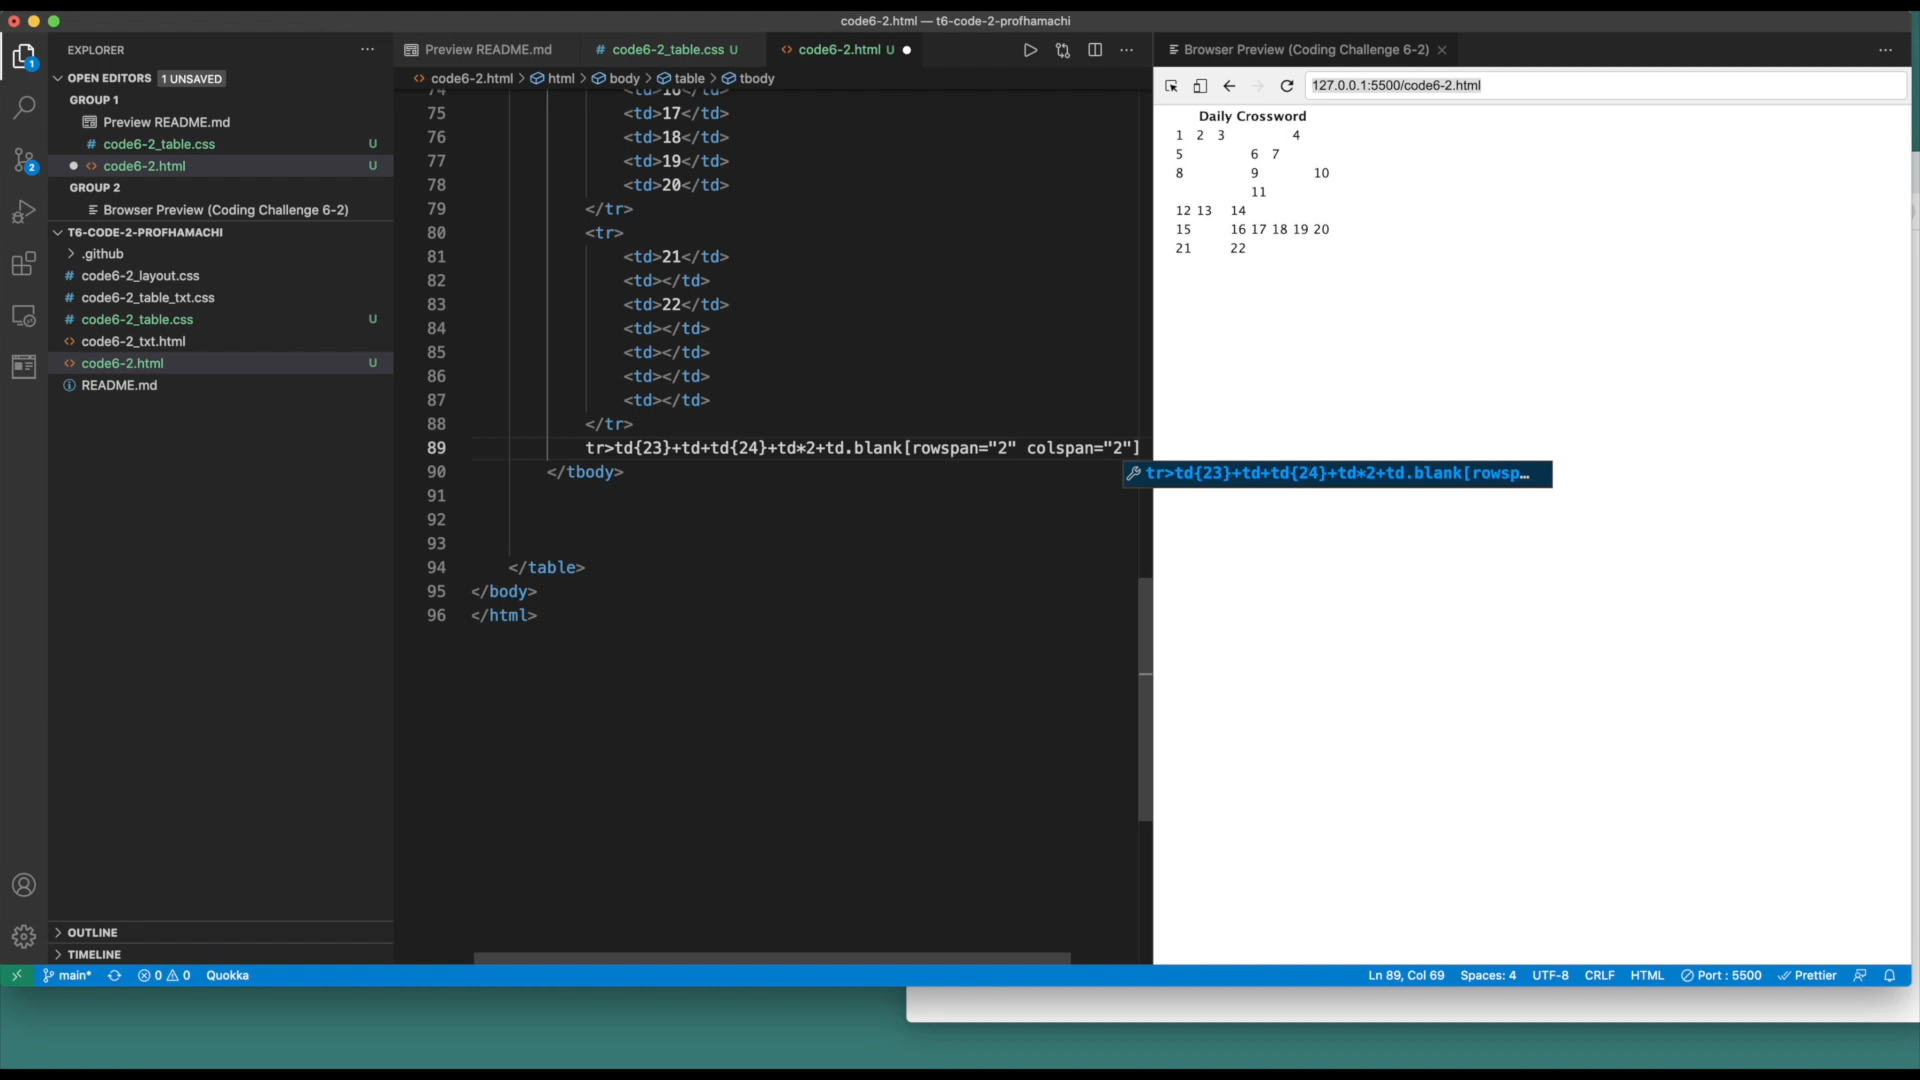 code6-2.html — t6-code-2-profhamachi
EXPLORER
OPEN EDITORS 1 UNSAVED
GROUP 1
Preview README.md
# code6-2_table.css U
<> code6-2.html U
GROUP 2
Browser Preview (Coding Challenge 6-2)
T6-CODE-2-PROFHAMACHI
> .github
# code6-2_layout.css
# code6-2_table_txt.css
# code6-2_table.css U
<> code6-2_txt.html
<> code6-2.html U
README.md
OUTLINE
TIMELINE
1
2
Preview README.md
# code6-2_table.css U
<> code6-2.html U
<> code6-2.html > html > body > table > tbody
74 <td>16</td>
75 <td>17</td>
76 <td>18</td>
77 <td>19</td>
78 <td>20</td>
79 </tr>
80 <tr>
81 <td>21</td>
82 <td></td>
83 <td>22</td>
84 <td></td>
85 <td></td>
86 <td></td>
87 <td></td>
88 </tr>
89 tr>td{23}+td+td{24}+td*2+td.blank[rowspan="2" colspan="2"]
tr>td{23}+td+td{24}+td*2+td.blank[rowsp…
90 </tbody>
91
92
93
94 </table>
95 </body>
96 </html>
Browser Preview (Coding Challenge 6-2)
127.0.0.1:5500/code6-2.html
Daily Crossword
1 2 3 4
5 6 7
8 9 10
11
12 13 14
15 16 17 18 19 20
21 22
main* 0 0 Quokka Ln 89, Col 69 Spaces: 4 UTF-8 CRLF HTML Port : 5500 Prettier